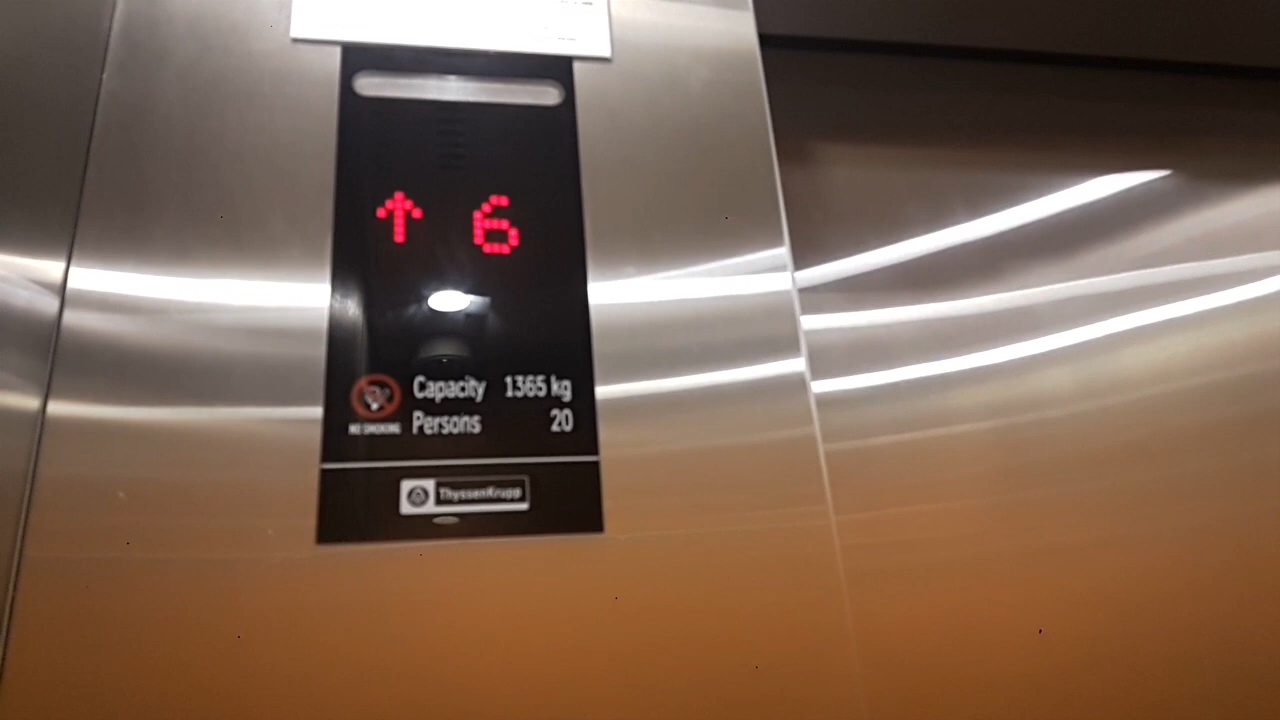 ↑ 6
Capacity 1365 kg
NO SMOKING
Persons 20
ThyssenKrupp